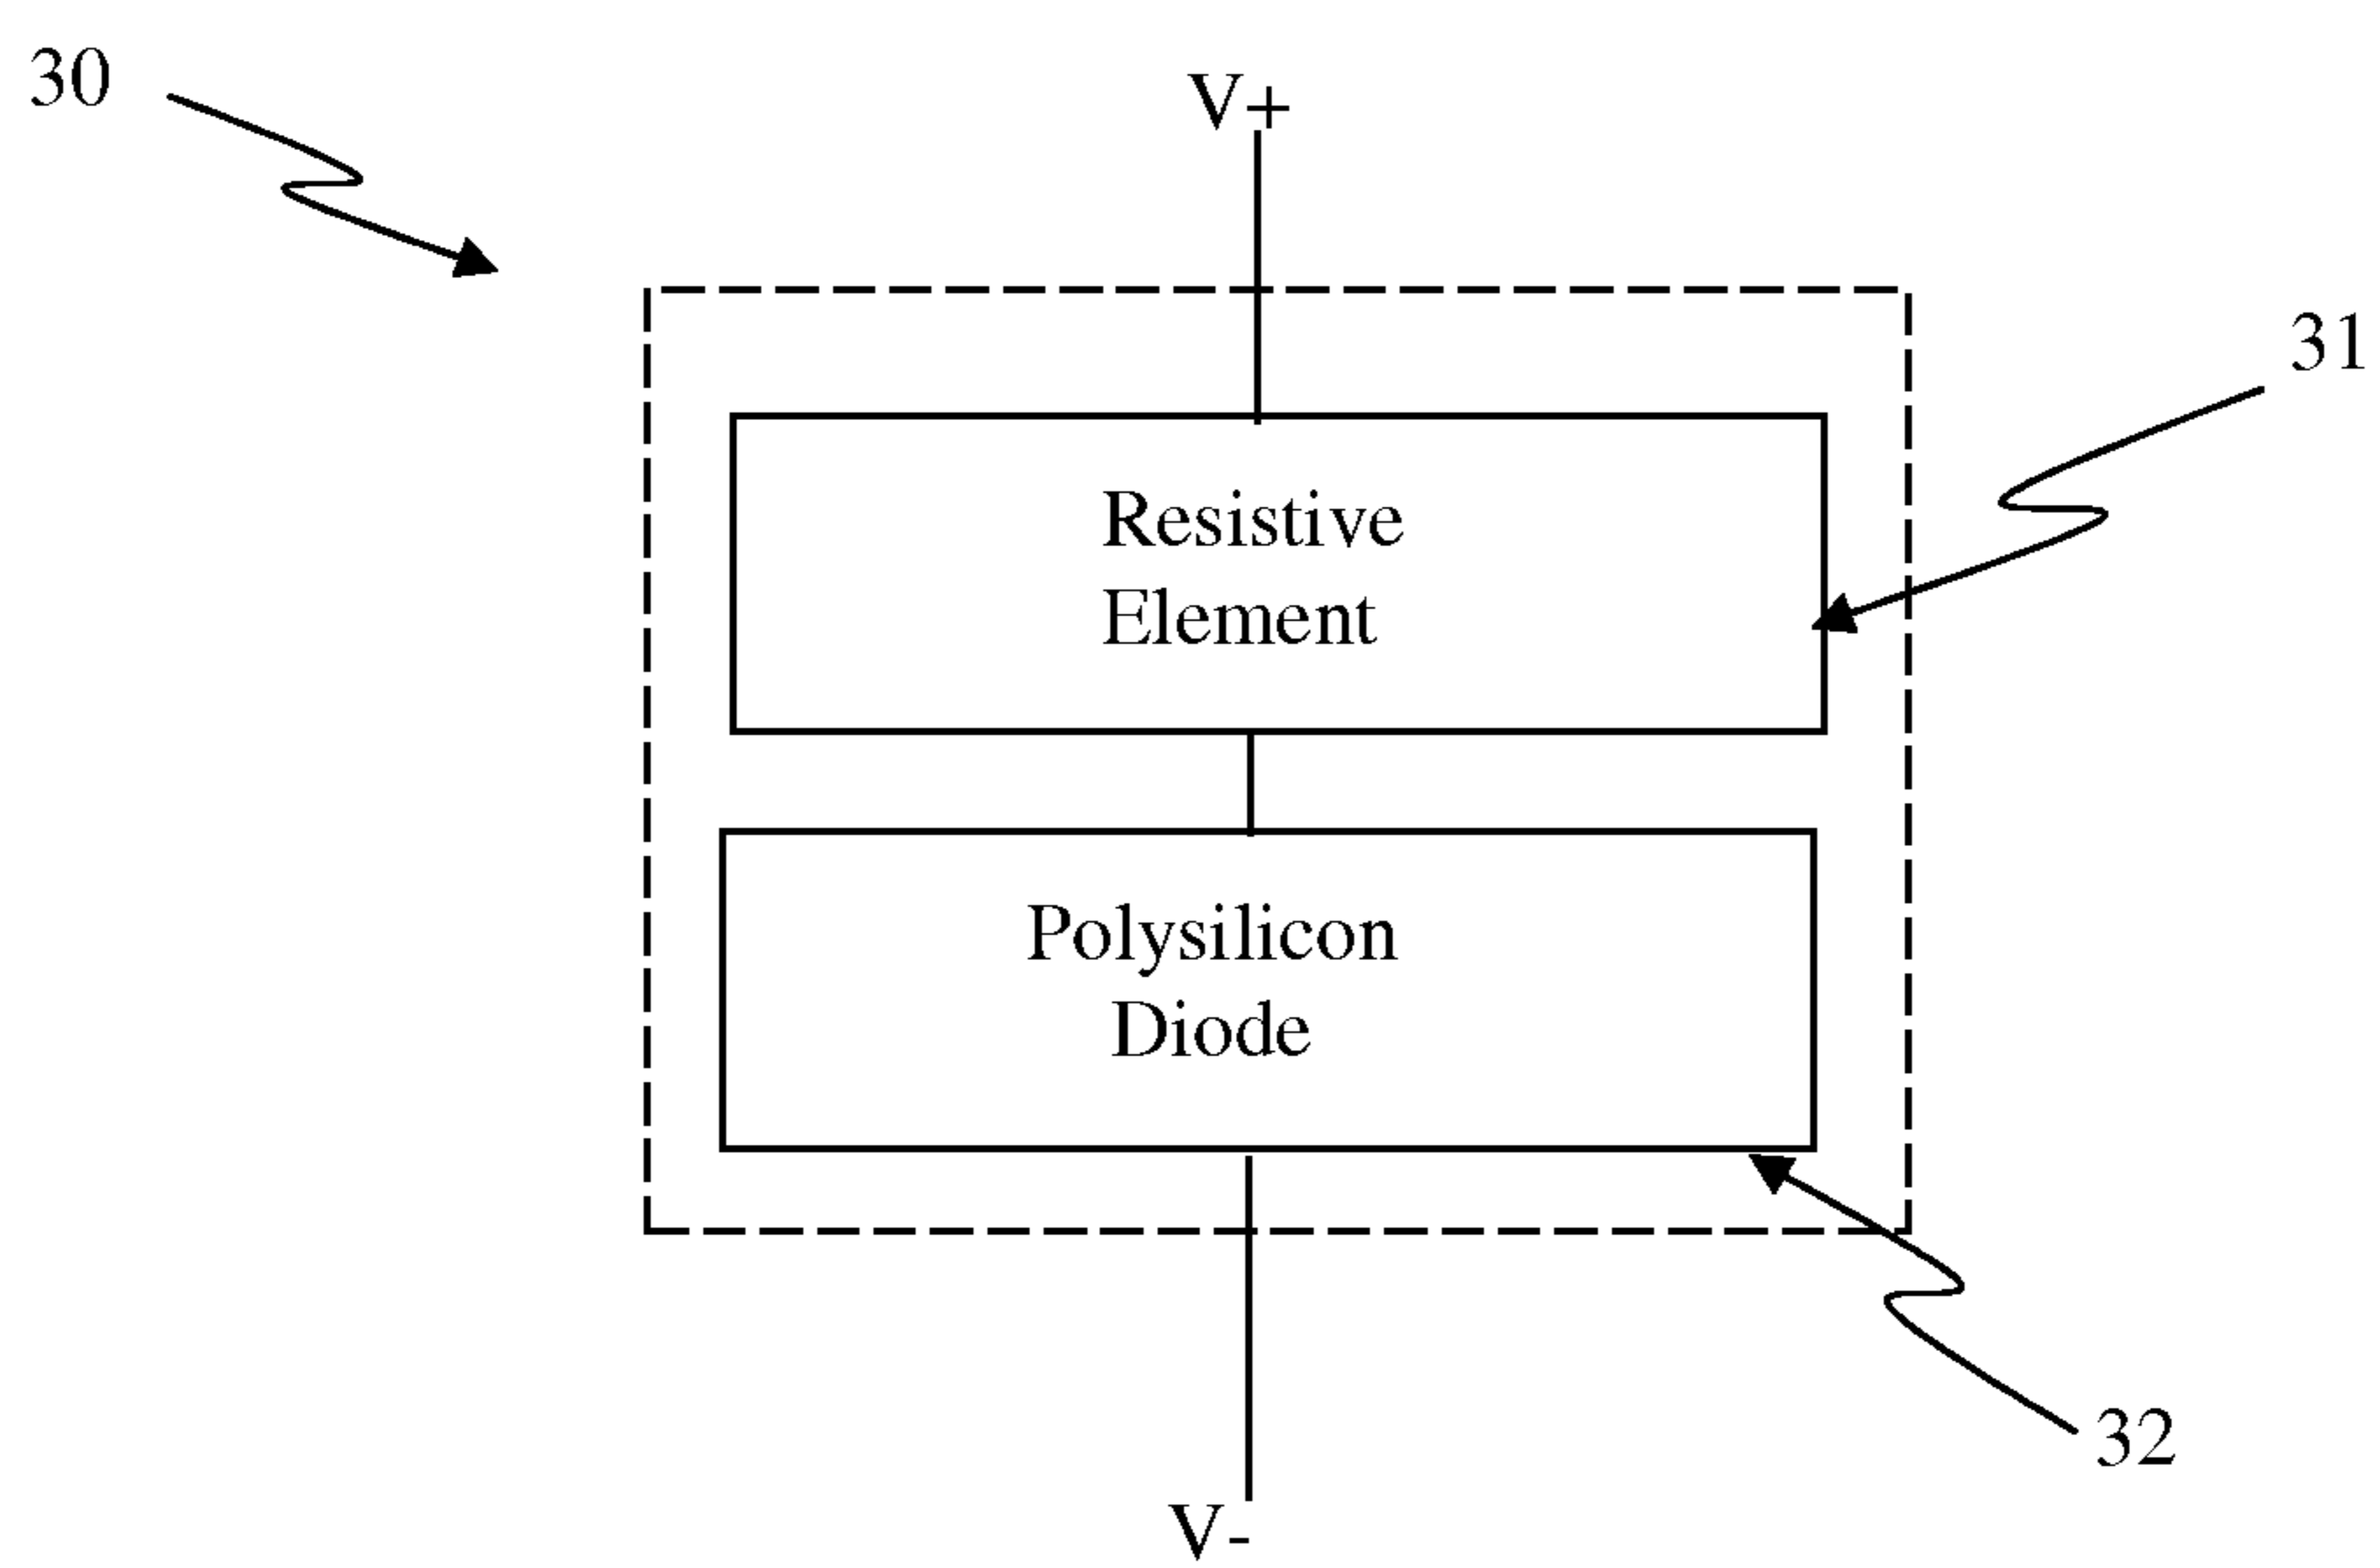 30
V+
31
Resistive
Element
Polysilicon
Diode
32
V-